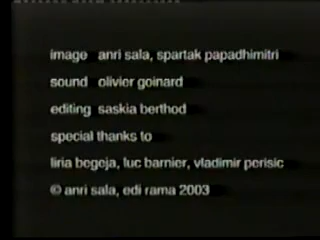 image anri sala, spartak papadhimitri
sound olivier goinard
editing saskia berthod
special thanks to
liria begeja, luc barnier, vladimir perisic
© anri sala, edi rama 2003